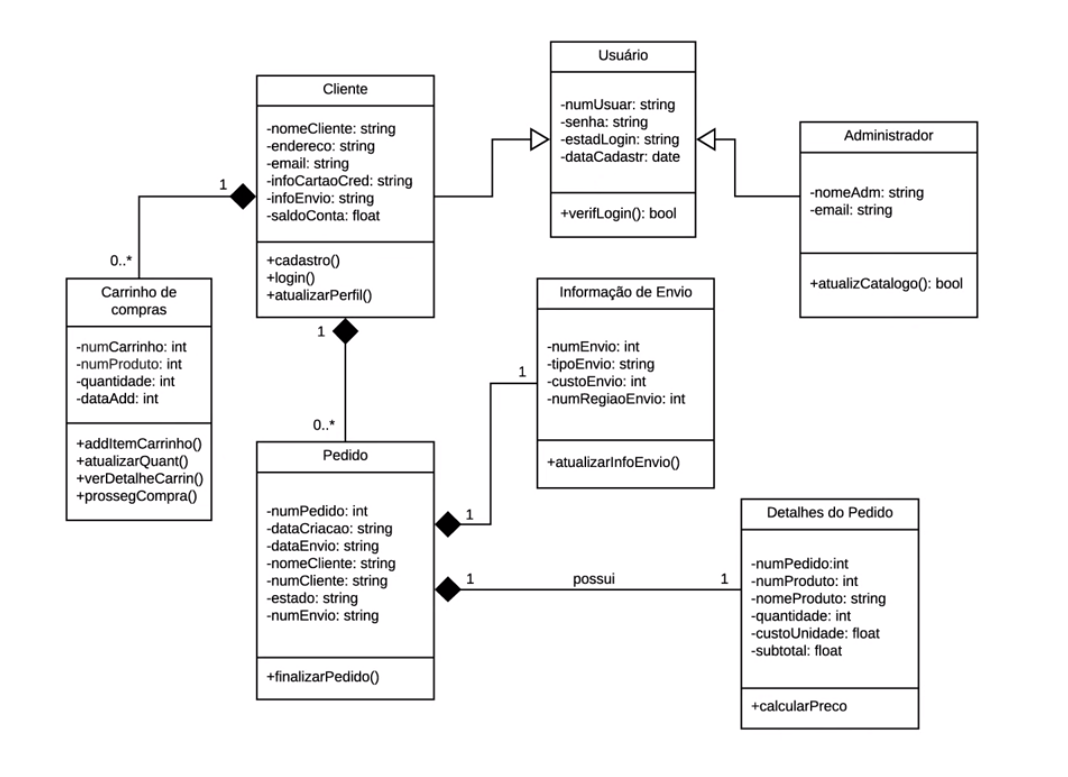 Usuário
-numUsuar: string
-senha: string
-estadLogin: string
-dataCadastr: date
+verifLogin(): bool
Cliente
-nomeCliente: string
-endereco: string
-email: string
-infoCartaoCred: string
-infoEnvio: string
-saldoConta: float
+cadastro()
+login()
+atualizarPerfil()
Administrador
-nomeAdm: string
-email: string
+atualizCatalogo(): bool
1
0..*
Carrinho de
compras
-numCarrinho: int
-numProduto: int
-quantidade: int
-dataAdd: int
+addItemCarrinho()
+atualizarQuant()
+verDetalheCarrin()
+prossegCompra()
1
0..*
Informação de Envio
-numEnvio: int
-tipoEnvio: string
-custoEnvio: int
-numRegiaoEnvio: int
+atualizarInfoEnvio()
1
Pedido
-numPedido: int
-dataCriacao: string
-dataEnvio: string
-nomeCliente: string
-numCliente: string
-estado: string
-numEnvio: string
+finalizarPedido()
1
1 possui 1
Detalhes do Pedido
-numPedido:int
-numProduto: int
-nomeProduto: string
-quantidade: int
-custoUnidade: float
-subtotal: float
+calcularPreco